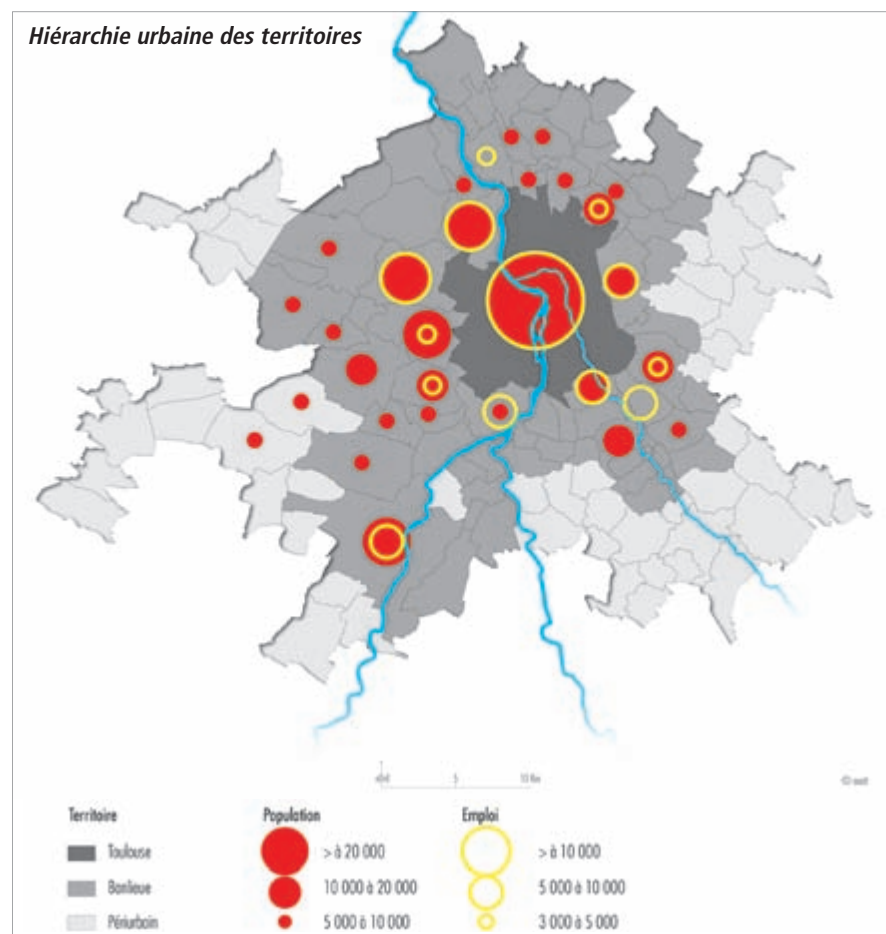 Hiérarchie urbaine des territoires
5
10 Km
Territoire
Toulouse
Banlieue
Périurbain
Population
> à 20 000
10 000 à 20 000
5 000 à 10 000
Emploi
> à 10 000
5 000 à 10 000
3 000 à 5 000